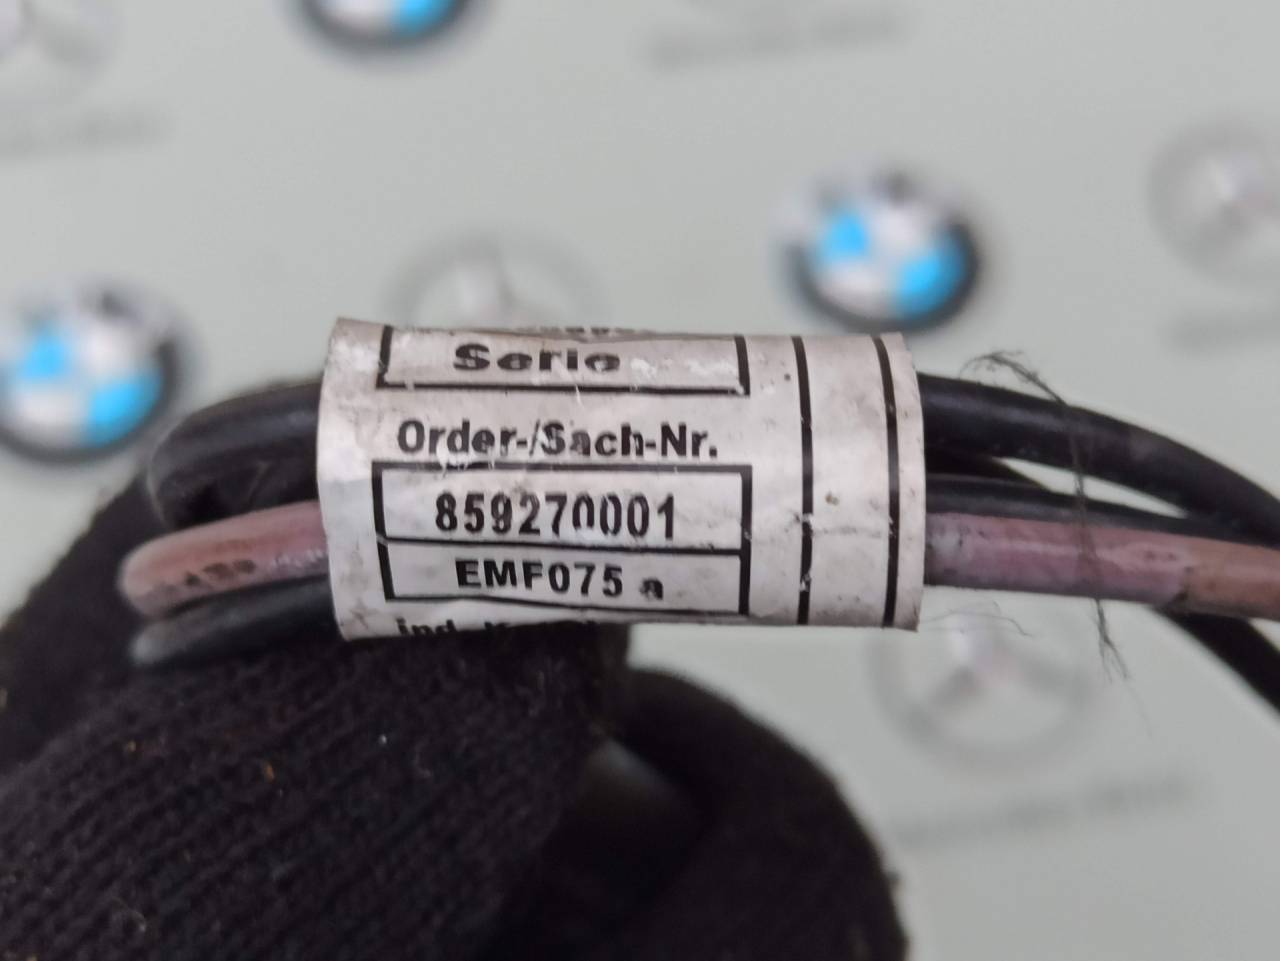 Serie
Order-/Sach-Nr.
859270001
EMF075 a